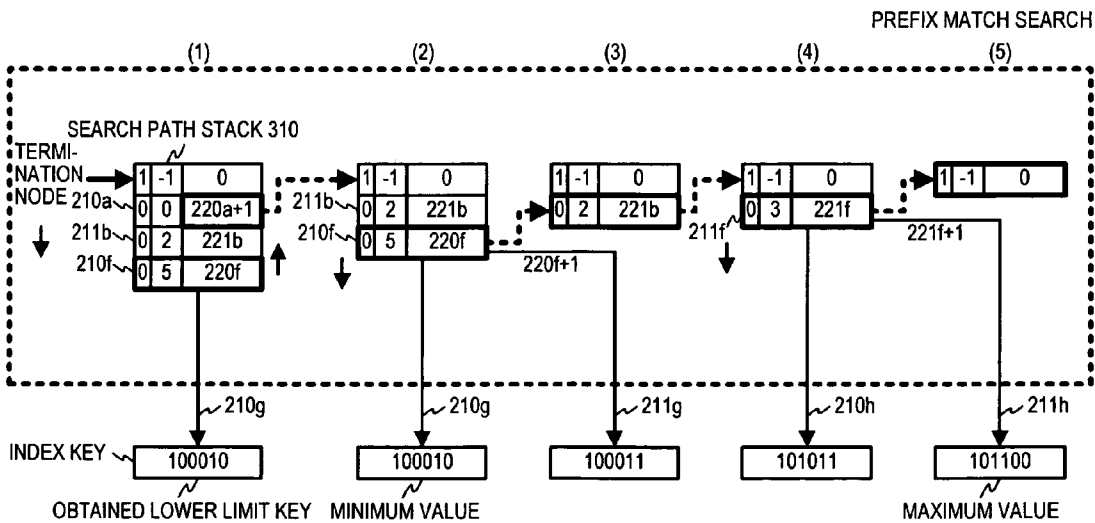 PREFIX MATCH SEARCH
(1) (2) (3) (4) (5)
SEARCH PATH STACK 310
TERMI-
NATION
NODE
1 -1 0
210a 0 0 220a+1
211b 0 2 221b
210f 0 5 220f
1 -1 0
211b 0 2 221b
210f 0 5 220f
220f+1
1 -1 0
0 2 221b
1 -1 0
211f 0 3 221f
221f+1
1 -1 0
210g 210g 211g 210h 211h
INDEX KEY 100010 100010 100011 101011 101100
OBTAINED LOWER LIMIT KEY MINIMUM VALUE MAXIMUM VALUE